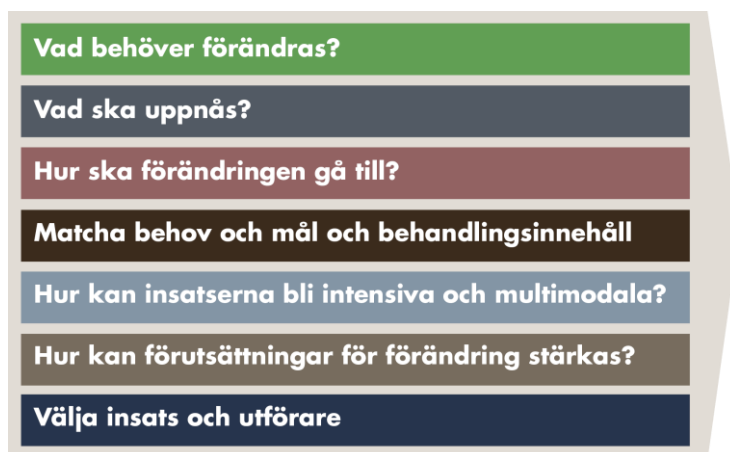 Vad behöver förändras?
Vad ska uppnås?
Hur ska förändringen gå till?
Matcha behov och mål och behandlingsinnehåll
Hur kan insatserna bli intensiva och multimodala?
Hur kan förutsättningar för förändring stärkas?
Välja insats och utförare